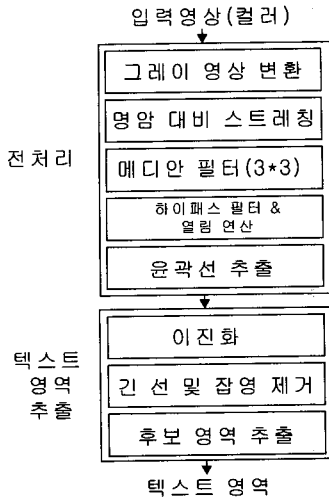 입력영상(컬러)
그레이 영상 변환
명암 대비 스트레칭
전처리
메디안 필터(3*3)
하이패스 필터 &
열림 연산
윤곽선 추출
이진화
텍스트
영역
추출
긴 선 및 잡영 제거
후보 영역 추출
텍스트 영역